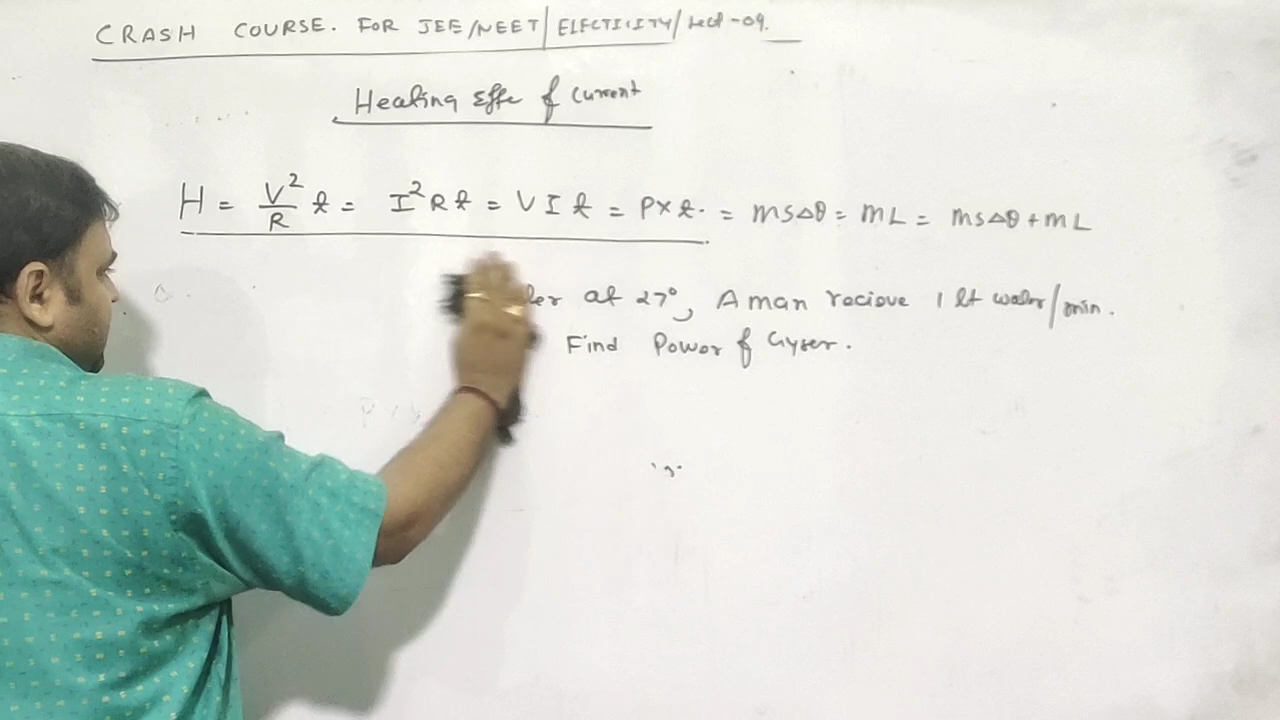 CRASH COURSE. FOR JEE/NEET/ELECTICITY/Lect-09.
Heating Effe of Current
H = V²/R t = I²Rt = VIt = P×t. = msΔθ = mL = msΔθ + mL
Q.
at 27°, A man recieve 1 lt water/min.
Find Power of Gyser.